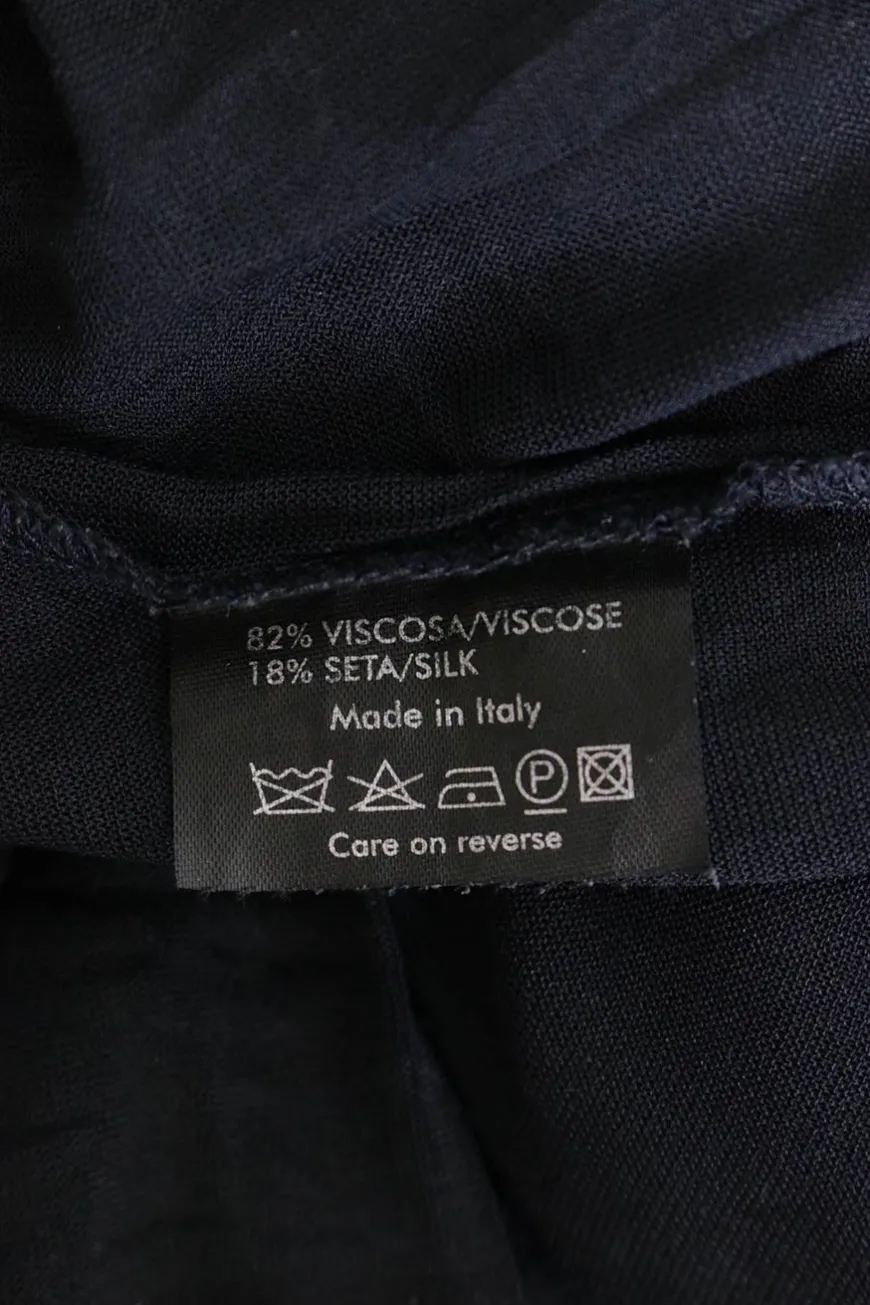 82% VISCOSA/VISCOSE
18% SETA/SILK
Made in Italy
P
Care on reverse